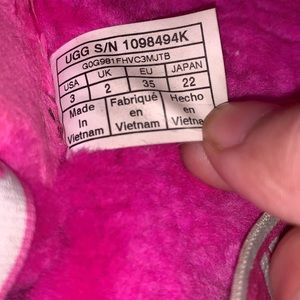 UGG S/N 1098494K
G0G981FHVC3MJTB
USA UK EU JAPAN
3 2 35 22
Made in Vietnam
Fabriqué en Vietnam
Hecho en Vietnam